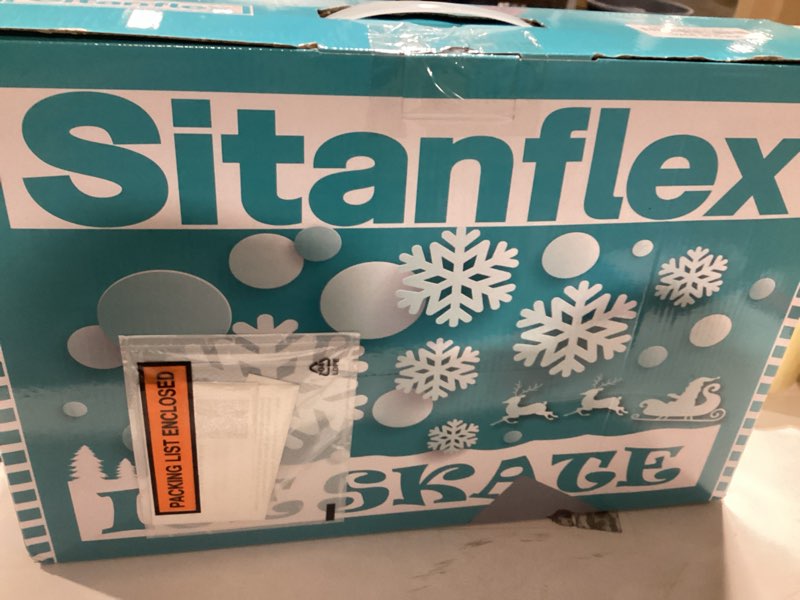 Sitanflex
PACKING LIST ENCLOSED
SKATE